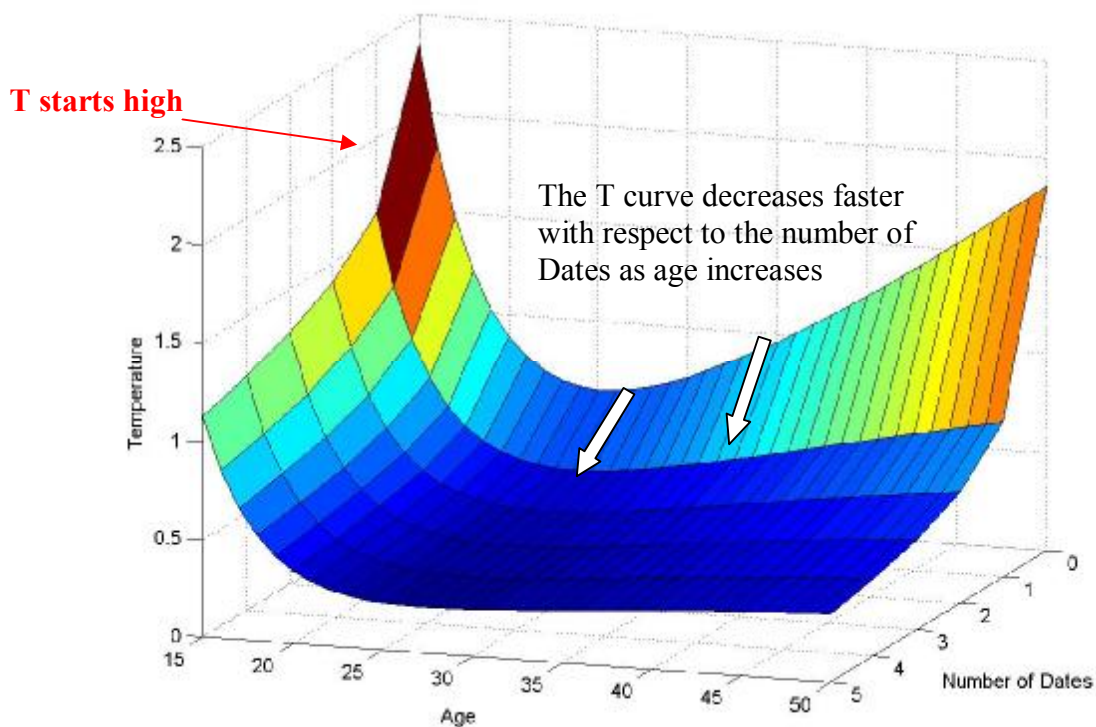 T starts high
The T curve decreases faster
with respect to the number of
Dates as age increases
2.5
2
1.5
1
0.5
0
Temperature
15
20
25
30
35
40
45
50
Age
0
1
2
3
4
5
Number of Dates